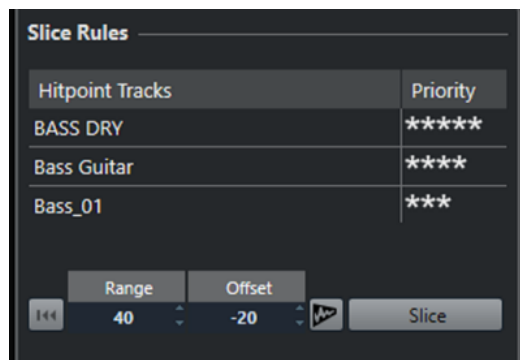 Slice Rules
Hitpoint Tracks Priority
BASS DRY *****
Bass Guitar ****
Bass_01 ***
Range Offset
40 -20 Slice